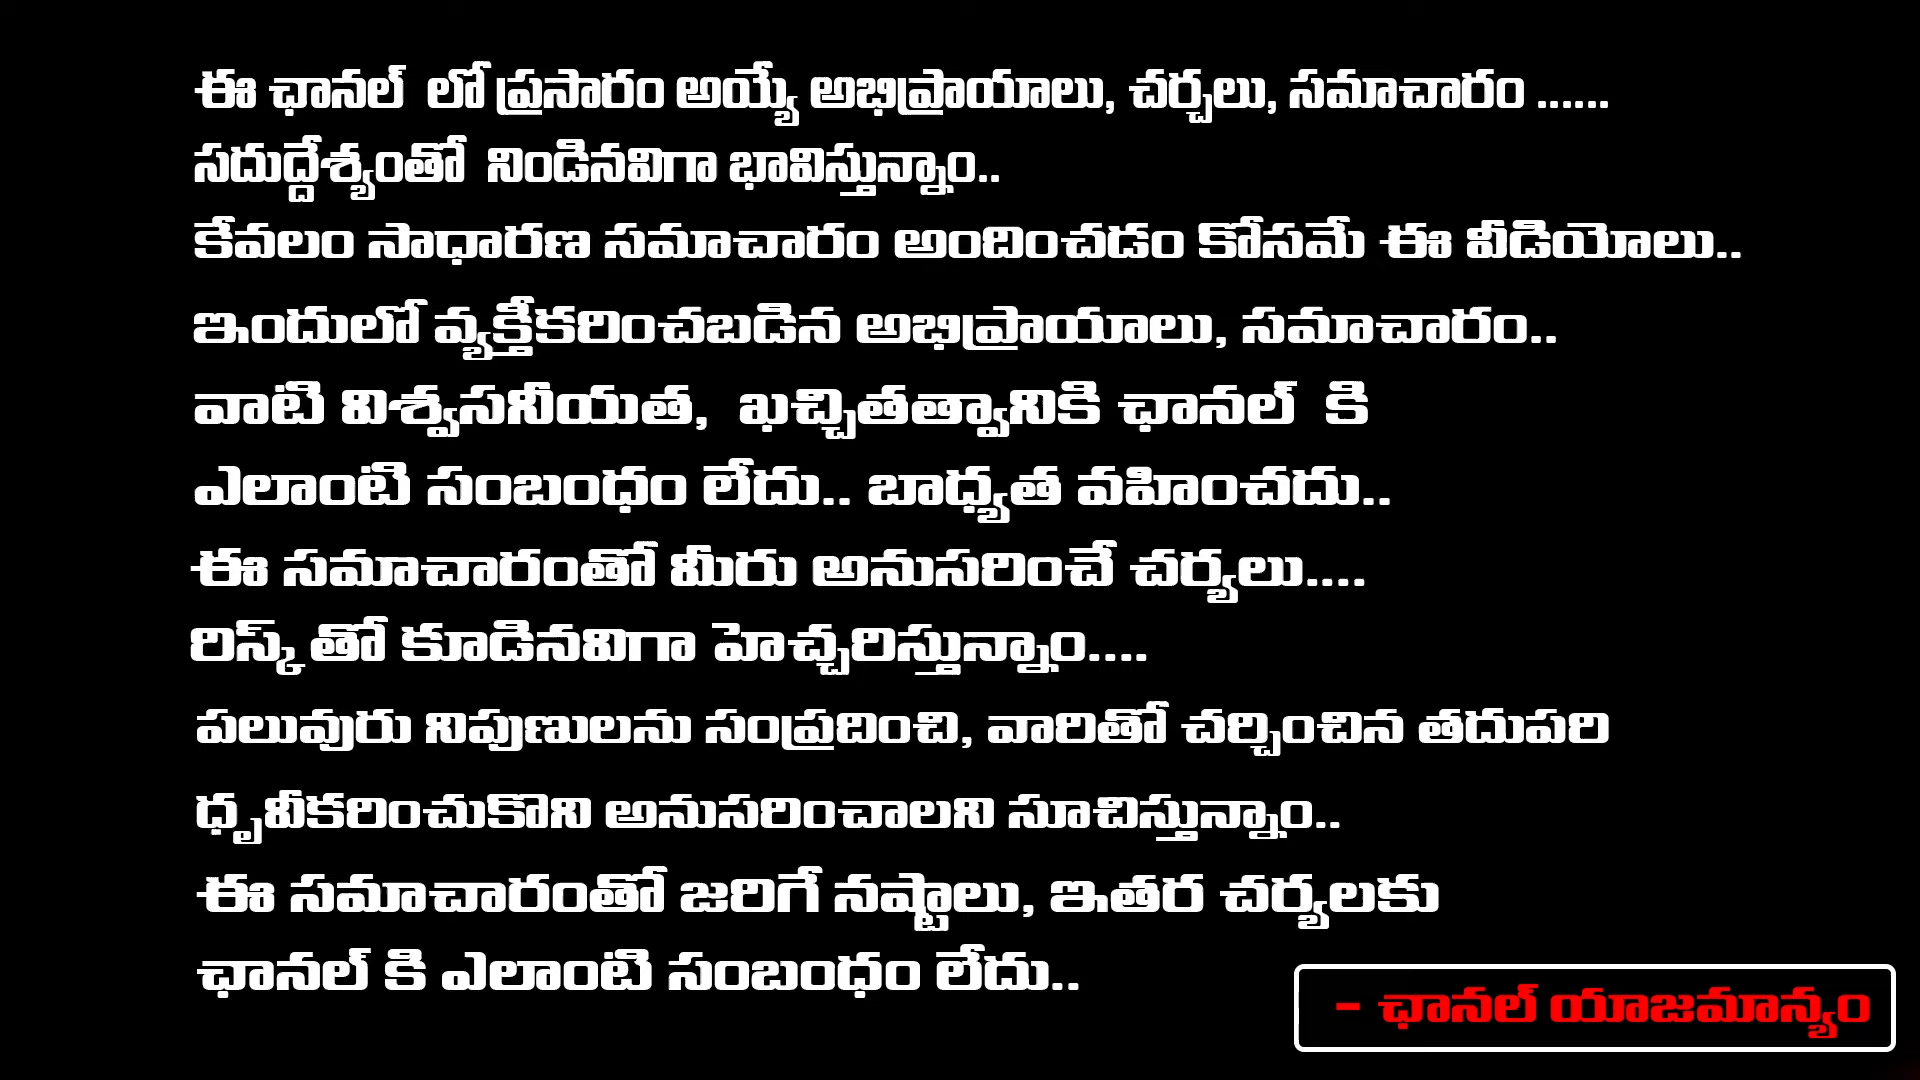 ఈ ఛానల్ లో ప్రసారం అయ్యే అభిప్రాయాలు, చర్చలు, సమాచారం ......
సదుద్దేశ్యంతో నిండినవిగా భావిస్తున్నాం..
కేవలం సాధారణ సమాచారం అందించడం కోసమే ఈ వీడియోలు..
ఇందులో వ్యక్తీకరించబడిన అభిప్రాయాలు, సమాచారం..
వాటి విశ్వసనీయత, ఖచ్చితత్వానికి ఛానల్ కి
ఎలాంటి సంబంధం లేదు.. బాధ్యత వహించదు..
ఈ సమాచారంతో మీరు అనుసరించే చర్యలు....
రిస్క్ తో కూడినవిగా హెచ్చరిస్తున్నాం....
పలువురు నిపుణులను సంప్రదించి, వారితో చర్చించిన తదుపరి
ధృవీకరించుకొని అనుసరించాలని సూచిస్తున్నాం..
ఈ సమాచారంతో జరిగే నష్టాలు, ఇతర చర్యలకు
ఛానల్ కి ఎలాంటి సంబంధం లేదు..
- ఛానల్ యాజమాన్యం